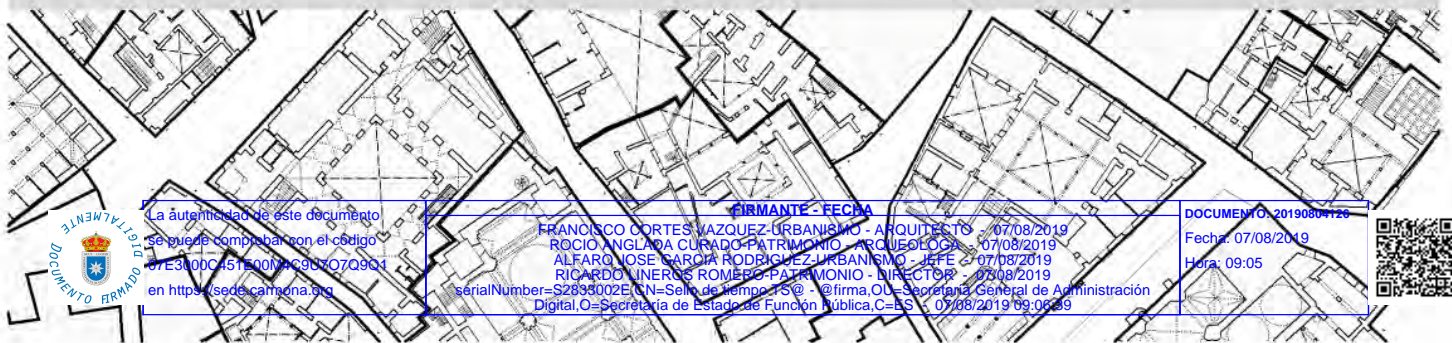 DOCUMENTO FIRMADO DIGITALMENTE
La autenticidad de este documento
se puede comprobar con el código
07E3000C451E00M4C9U7O7Q9Q1
en https://sede.carmona.org
FIRMANTE - FECHA
FRANCISCO CORTES VAZQUEZ-URBANISMO - ARQUITECTO - 07/08/2019
ROCIO ANGLADA CURADO-PATRIMONIO - ARQUEOLOGA - 07/08/2019
ALFARO JOSE GARCIA RODRIGUEZ-URBANISMO - JEFE - 07/08/2019
RICARDO LINEROS ROMERO-PATRIMONIO - DIRECTOR - 07/08/2019
serialNumber=S2833002E,CN=Sello de tiempo TS@ - @firma,OU=Secretaría General de Administración
Digital,O=Secretaría de Estado de Función Pública,C=ES - 07/08/2019 09:06:39
DOCUMENTO: 20190804126
Fecha: 07/08/2019
Hora: 09:05